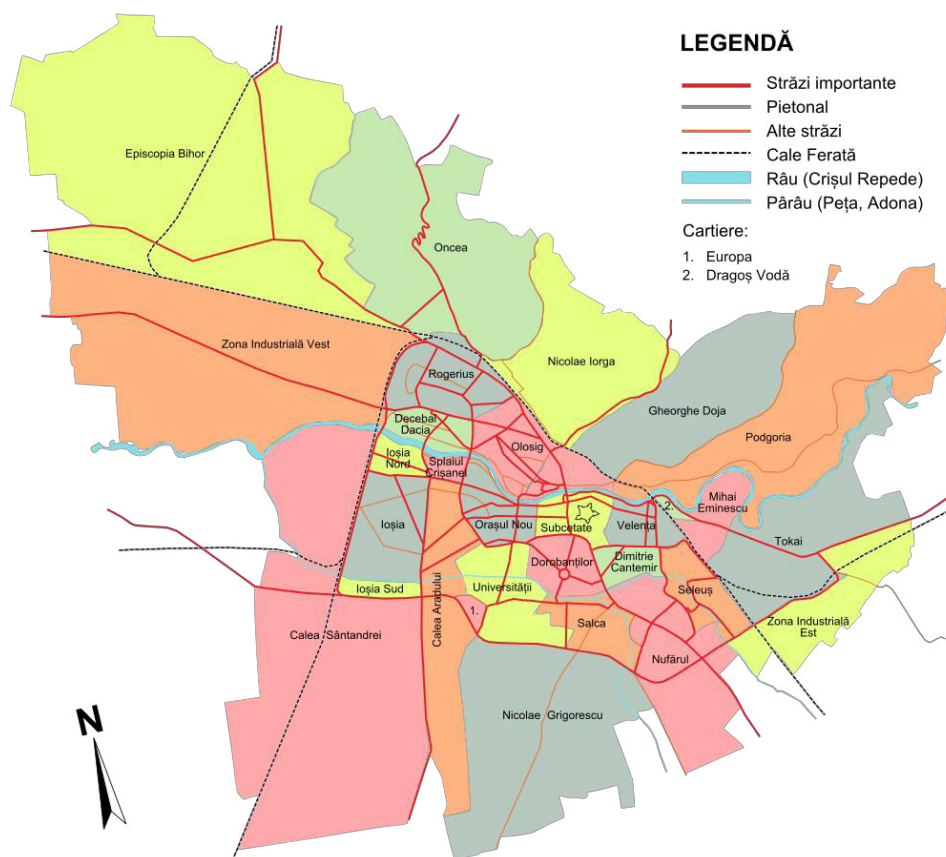 LEGENDĂ
Străzi importante
Pietonal
Alte străzi
Cale Ferată
Râu (Crișul Repede)
Pârâu (Pețа, Adona)
Cartiere:
1. Europa
2. Dragoș Vodă
Episcopia Bihor
Oncea
Zona Industrială Vest
Nicolae Iorga
Rogerius
Gheorghe Doja
Decebal
Dacia
Olosig
Podgoria
Ioșia
Nord
Splaiul
Crișanei
Mihai
Eminescu
2.
Ioșia
Orașul Nou
Subcetate
Velența
Tokai
Dorobanților
Dimitrie
Cantemir
Ioșia Sud
Universității
Seleuș
Calea Aradului
1.
Salca
Zona Industrială
Est
Calea Sântandrei
Nufărul
Nicolae Grigorescu
N